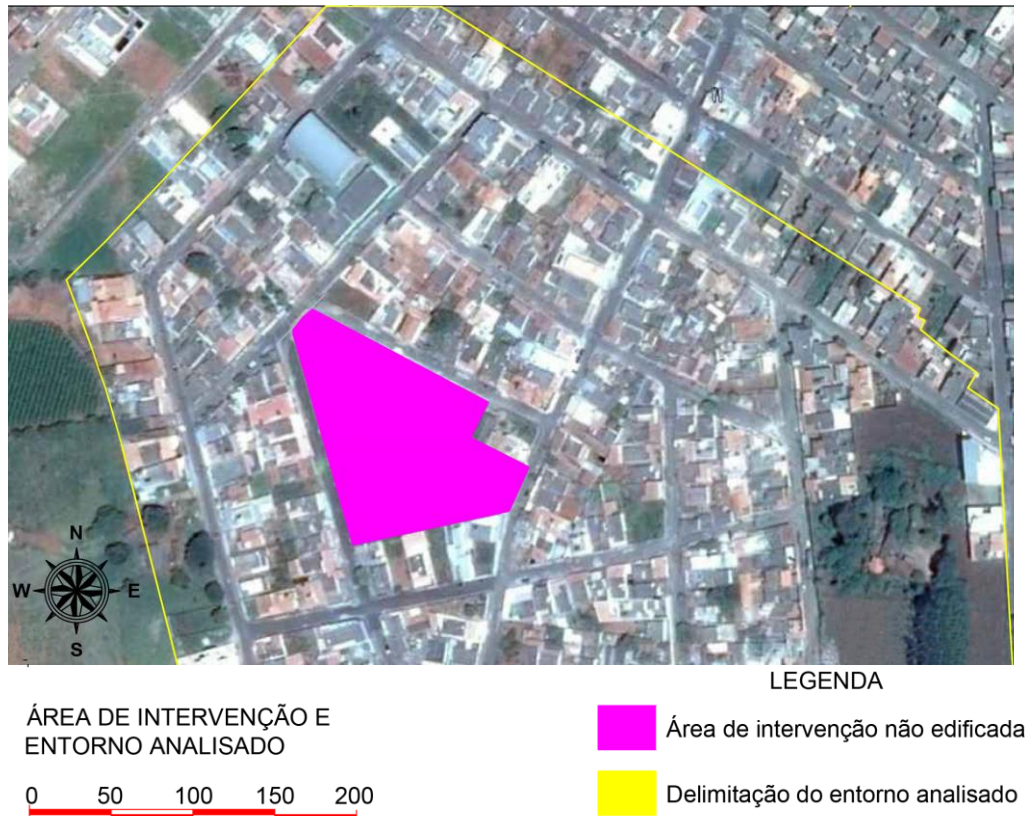 N
W E
S
LEGENDA
ÁREA DE INTERVENÇÃO E
ENTORNO ANALISADO
Área de intervenção não edificada
0 50 100 150 200
Delimitação do entorno analisado